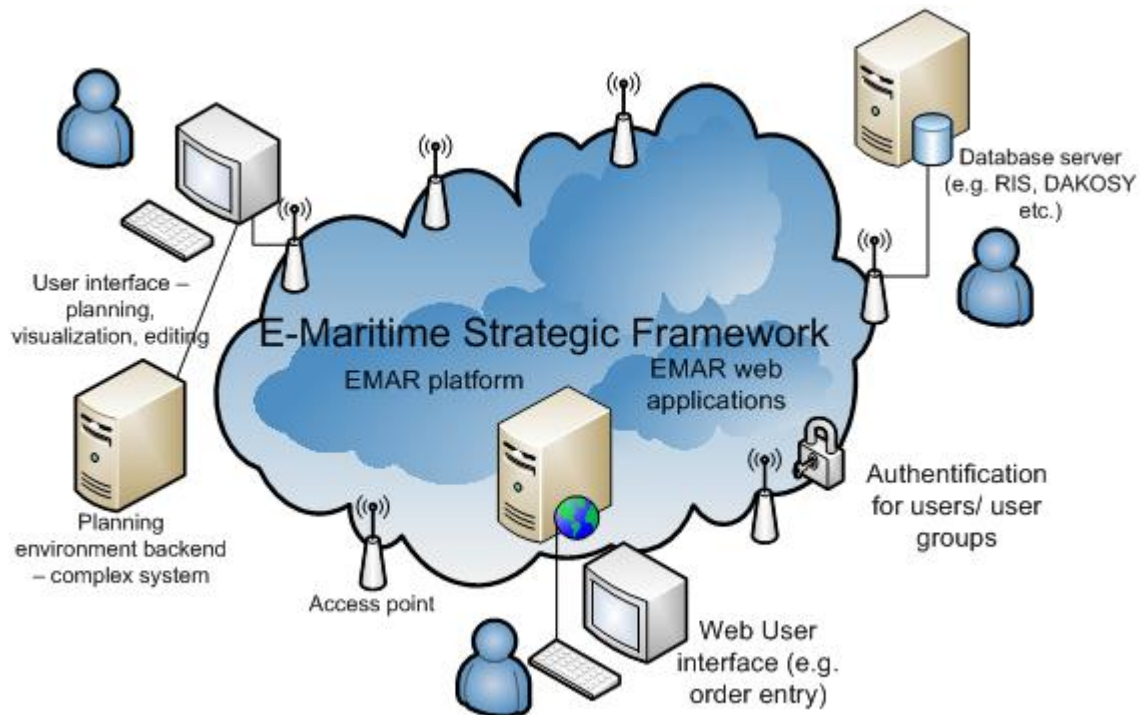 Database server
(e.g. RIS, DAKOSY
etc.)
User interface –
planning,
visualization, editing
E-Maritime Strategic Framework
EMAR platform
EMAR web
applications
Authentification
for users/ user
groups
Planning
environment backend
– complex system
Access point
Web User
interface (e.g.
order entry)